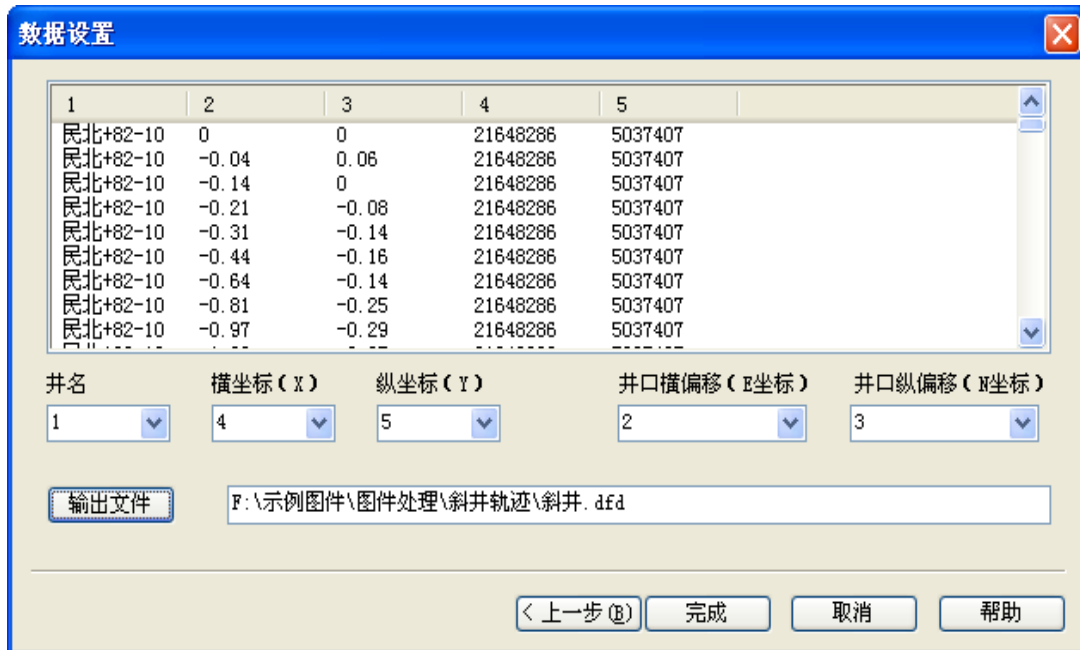 数据设置
1 2 3 4 5
民北+82-10 0 0 21648286 5037407
民北+82-10 -0.04 0.06 21648286 5037407
民北+82-10 -0.14 0 21648286 5037407
民北+82-10 -0.21 -0.08 21648286 5037407
民北+82-10 -0.31 -0.14 21648286 5037407
民北+82-10 -0.44 -0.16 21648286 5037407
民北+82-10 -0.64 -0.14 21648286 5037407
民北+82-10 -0.81 -0.25 21648286 5037407
民北+82-10 -0.97 -0.29 21648286 5037407
井名 横坐标(X) 纵坐标(Y) 井口横偏移(E坐标) 井口纵偏移(N坐标)
1 4 5 2 3
输出文件 F:\示例图件\图件处理\斜井轨迹\斜井.dfd
< 上一步(B) 完成 取消 帮助